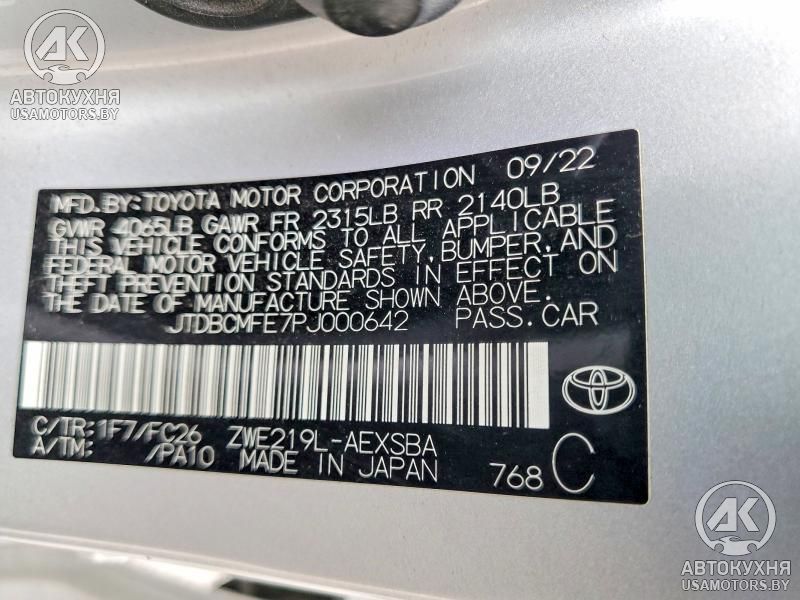 AK
АВТОКУХНЯ
USAMOTORS.BY
MFD.BY:TOYOTA MOTOR CORPORATION 09/22
GVWR 4065LB GAWR FR 2315LB RR 2140LB
THIS VEHICLE CONFORMS TO ALL APPLICABLE
FEDERAL MOTOR VEHICLE SAFETY, BUMPER, AND
THEFT PREVENTION STANDARDS IN EFFECT ON
THE DATE OF MANUFACTURE SHOWN ABOVE.
JTDBCMFE7PJ000642 PASS.CAR
C/TR:1F7/FC26 ZWE219L-AEXSBA
A/TM: /PA10 MADE IN JAPAN 768 C
AK
АВТОКУХНЯ
USAMOTORS.BY